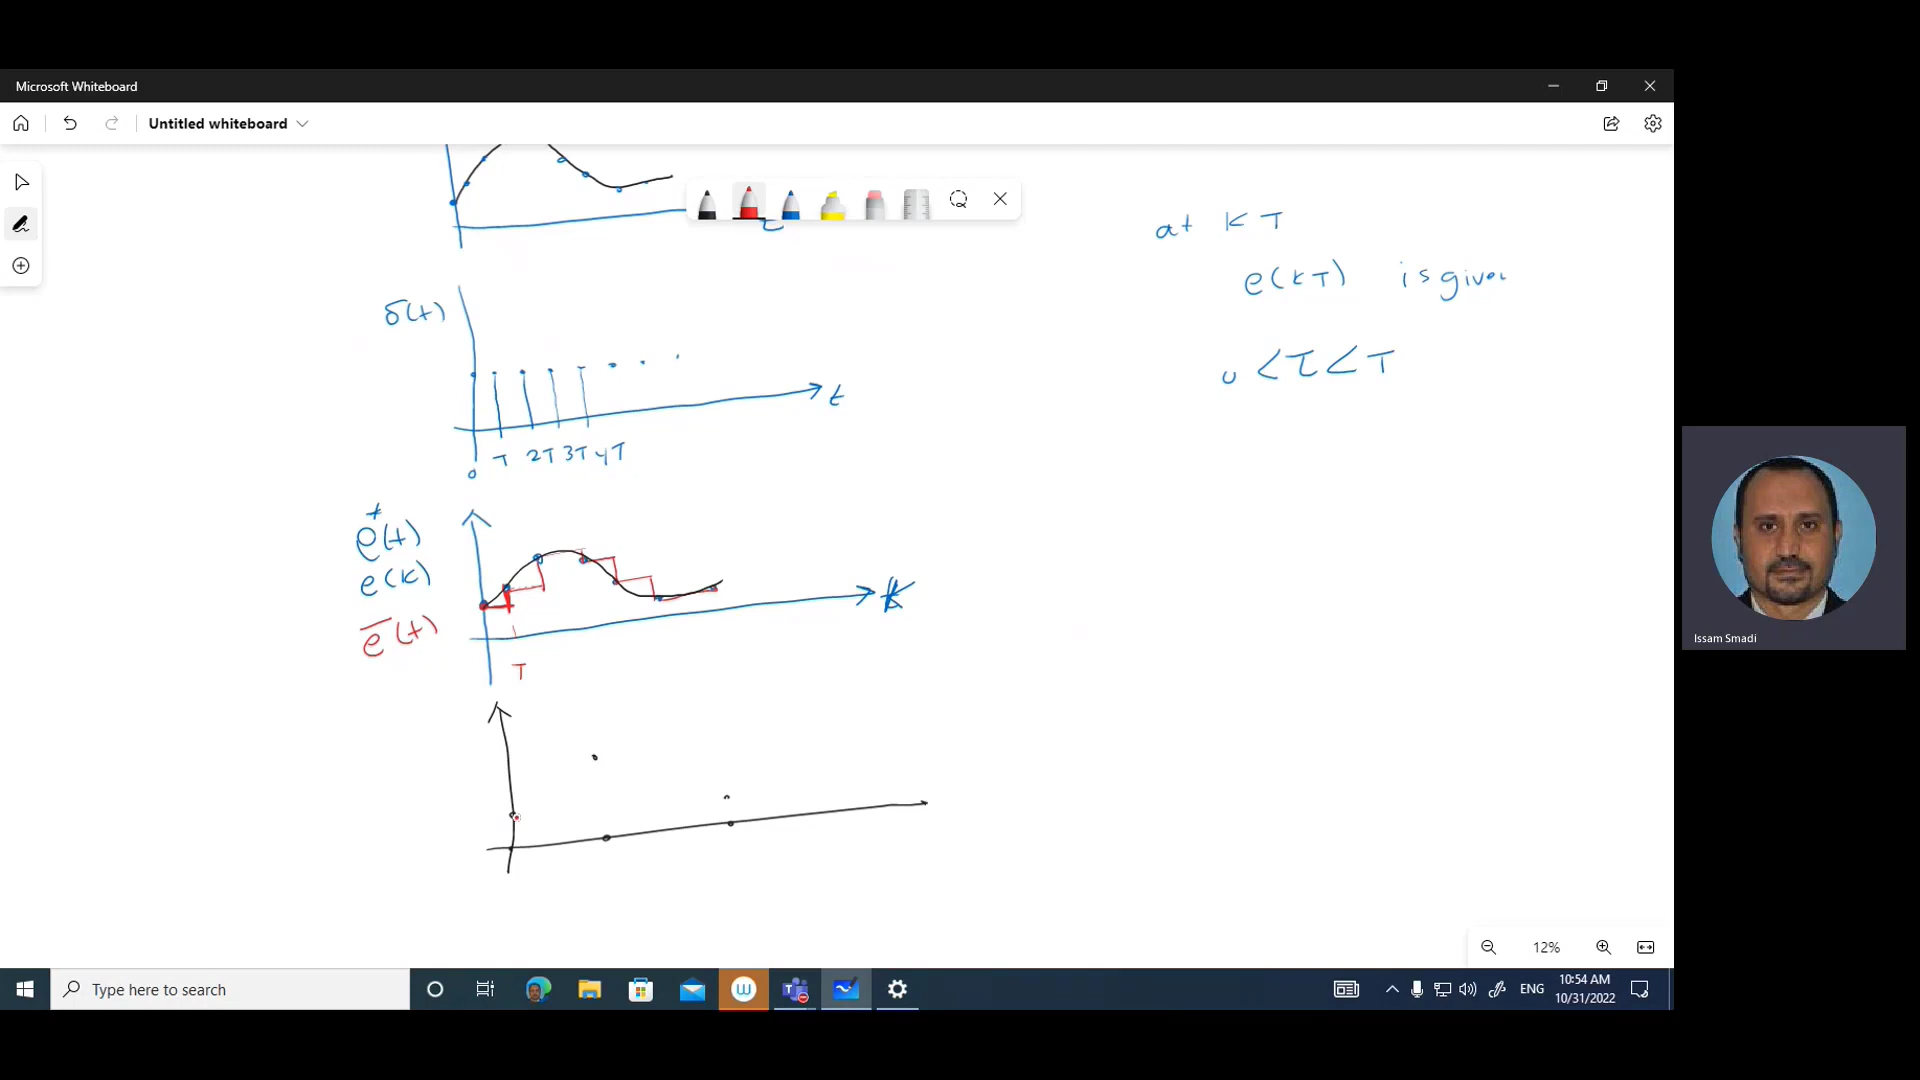 Microsoft Whiteboard
Untitled whiteboard
t
at KT
e(KT) is given
δ(t)
0 < τ < T
t
0 T 2T 3T 4T
e*(t)
e(k)
k
ē(t)
T
Issam Smadi
12%
Type here to search
W
ENG
10:54 AM
10/31/2022